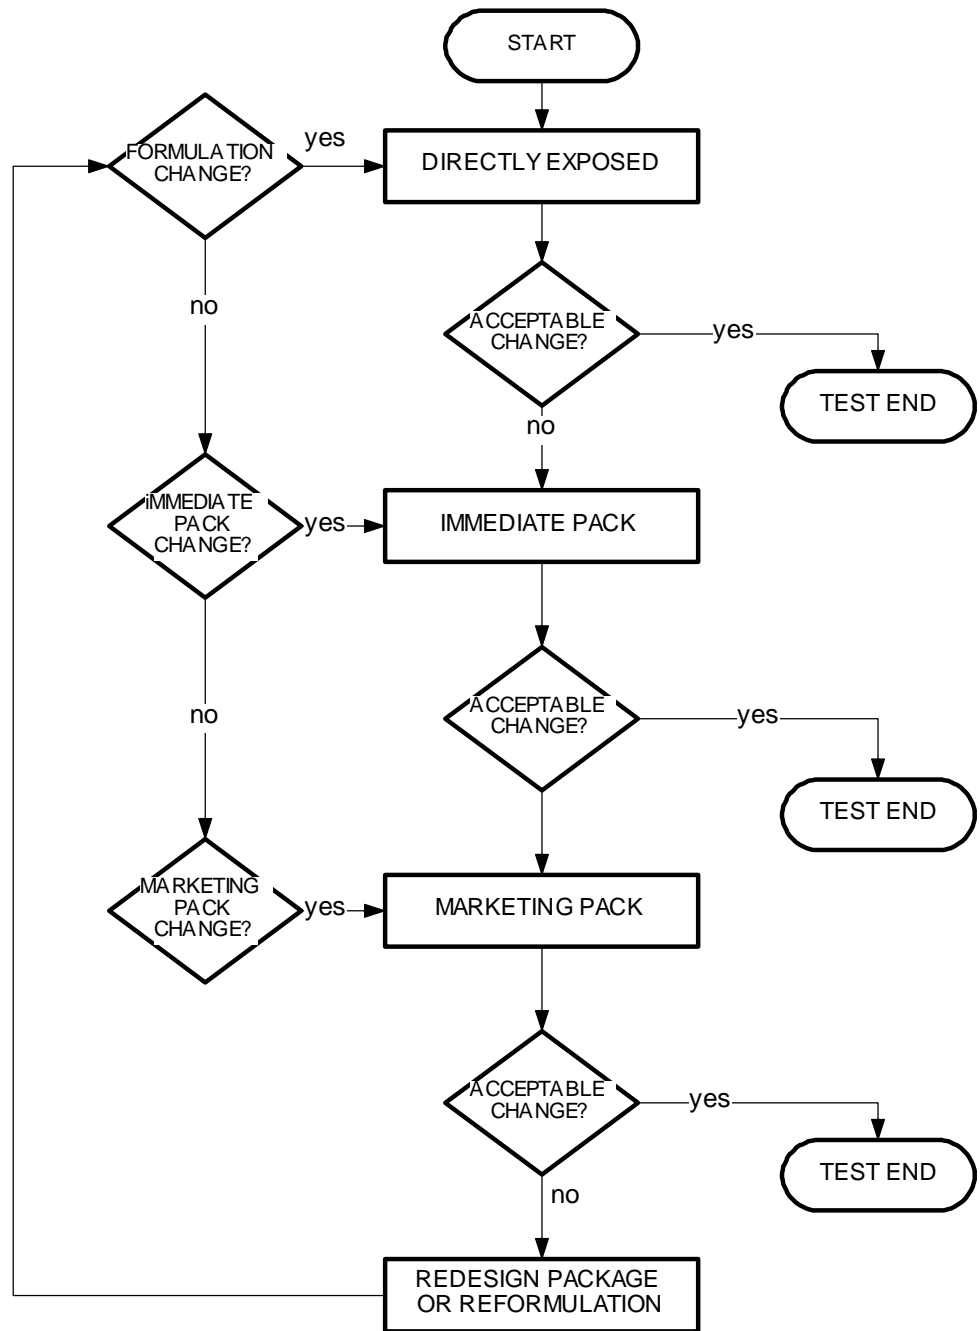 START
FORMULATION
CHANGE?
yes
DIRECTLY EXPOSED
no
ACCEPTABLE
CHANGE?
yes
TEST END
no
iMMEDIATE
PACK
CHANGE?
yes
IMMEDIATE PACK
no
ACCEPTABLE
CHANGE?
yes
TEST END
MARKETING
PACK
CHANGE?
yes
MARKETING PACK
ACCEPTABLE
CHANGE?
yes
TEST END
no
REDESIGN PACKAGE
OR REFORMULATION